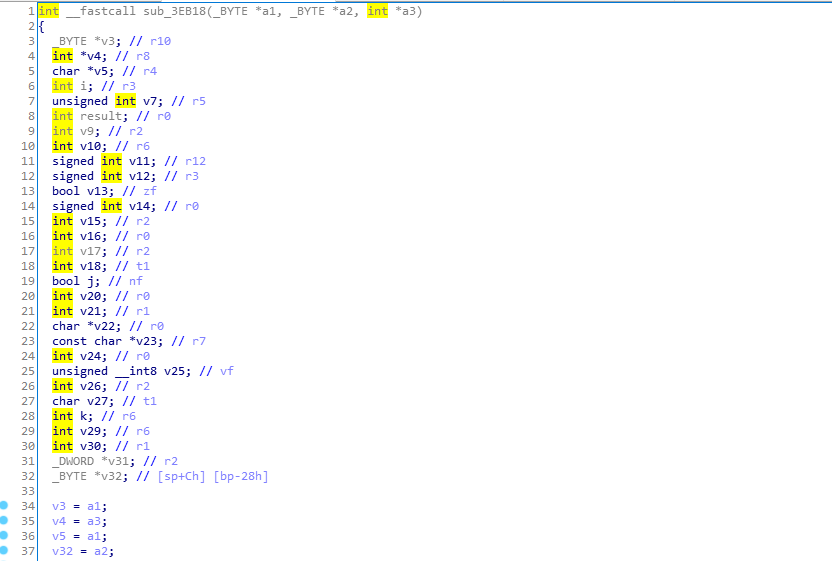 1 int __fastcall sub_3EB18(_BYTE *a1, _BYTE *a2, int *a3)
2 {
3 _BYTE *v3; // r10
4 int *v4; // r8
5 char *v5; // r4
6 int i; // r3
7 unsigned int v7; // r5
8 int result; // r0
9 int v9; // r2
10 int v10; // r6
11 signed int v11; // r12
12 signed int v12; // r3
13 bool v13; // zf
14 signed int v14; // r0
15 int v15; // r2
16 int v16; // r0
17 int v17; // r2
18 int v18; // t1
19 bool j; // nf
20 int v20; // r0
21 int v21; // r1
22 char *v22; // r0
23 const char *v23; // r7
24 int v24; // r0
25 unsigned __int8 v25; // vf
26 int v26; // r2
27 char v27; // t1
28 int k; // r6
29 int v29; // r6
30 int v30; // r1
31 _DWORD *v31; // r2
32 _BYTE *v32; // [sp+Ch] [bp-28h]
33
34 v3 = a1;
35 v4 = a3;
36 v5 = a1;
37 v32 = a2;